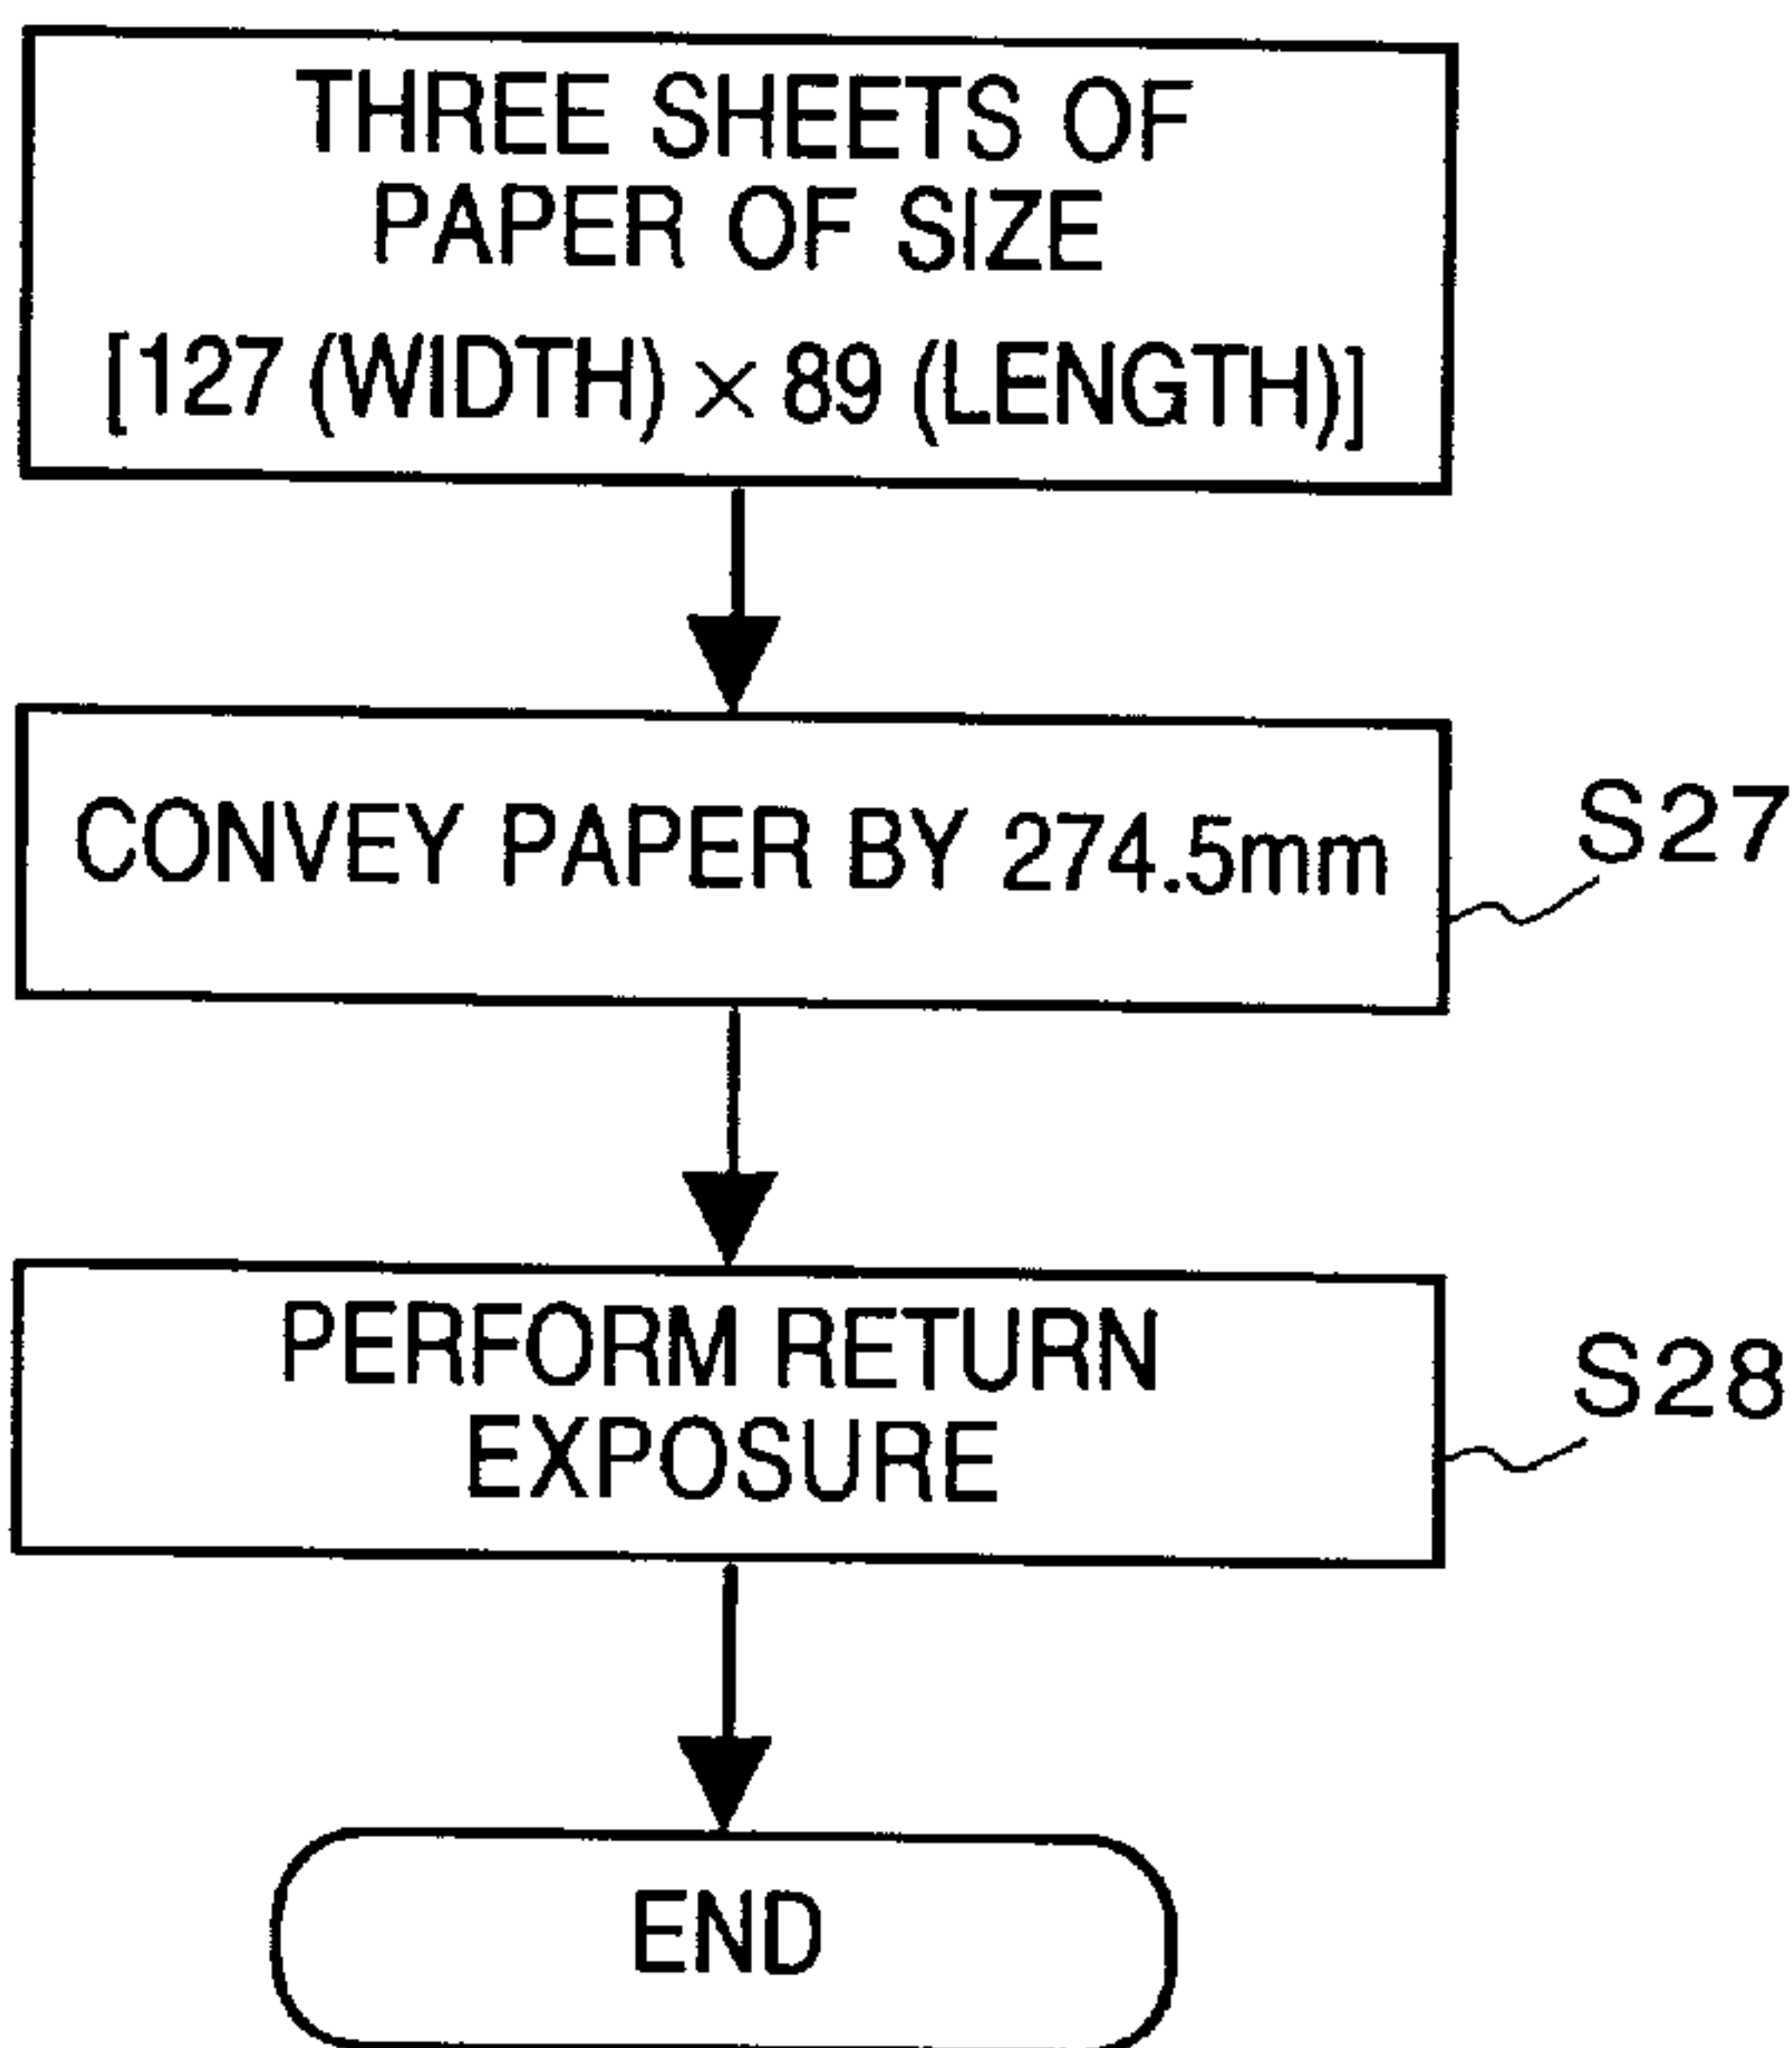 THREE SHEETS OF
PAPER OF SIZE
[127 (WIDTH) × 89 (LENGTH)]
CONVEY PAPER BY 274.5mm
S27
PERFORM RETURN
EXPOSURE
S28
END